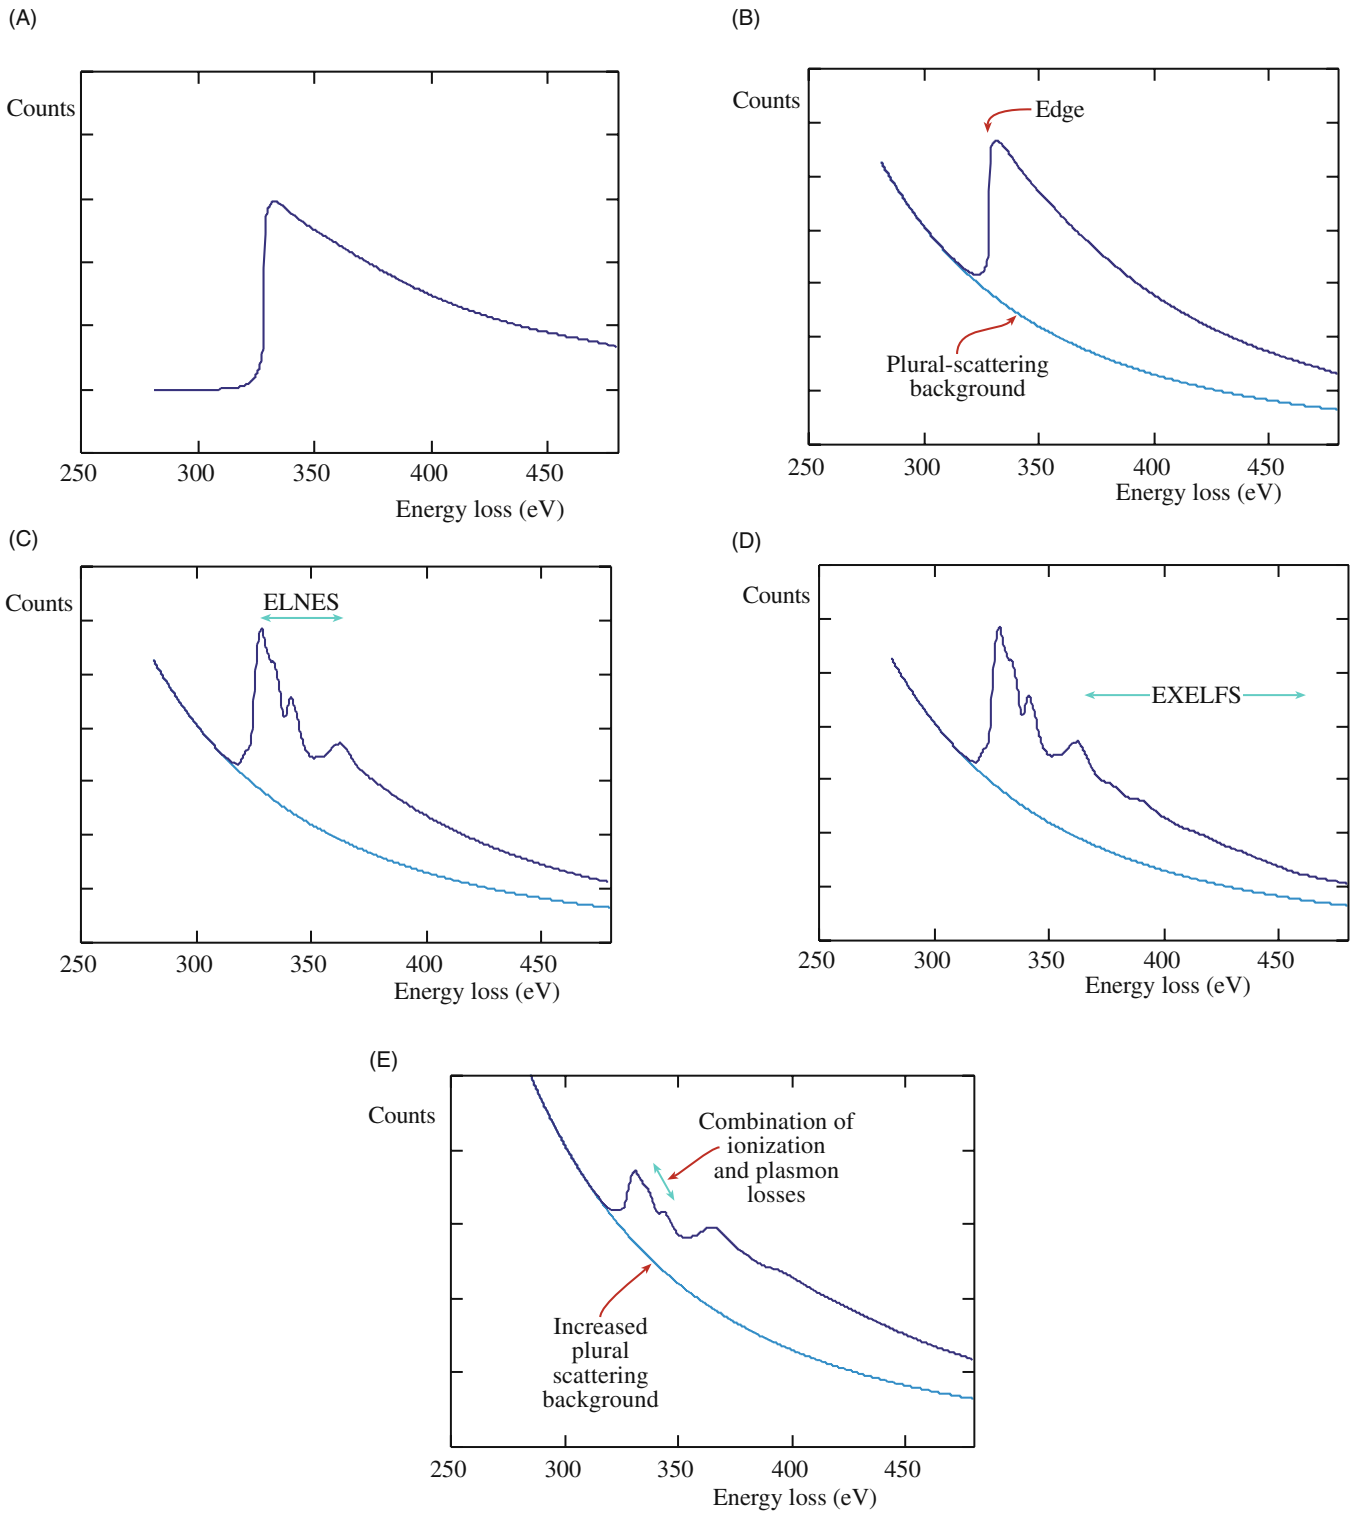 (A)
Counts
250 300 350 400 450
Energy loss (eV)
(B)
Counts
Edge
Plural-scattering
background
250 300 350 400 450
Energy loss (eV)
(C)
Counts
ELNES
250 300 350 400 450
Energy loss (eV)
(D)
Counts
EXELFS
250 300 350 400 450
Energy loss (eV)
(E)
Counts
Combination of
ionization
and plasmon
losses
Increased
plural
scattering
background
250 300 350 400 450
Energy loss (eV)